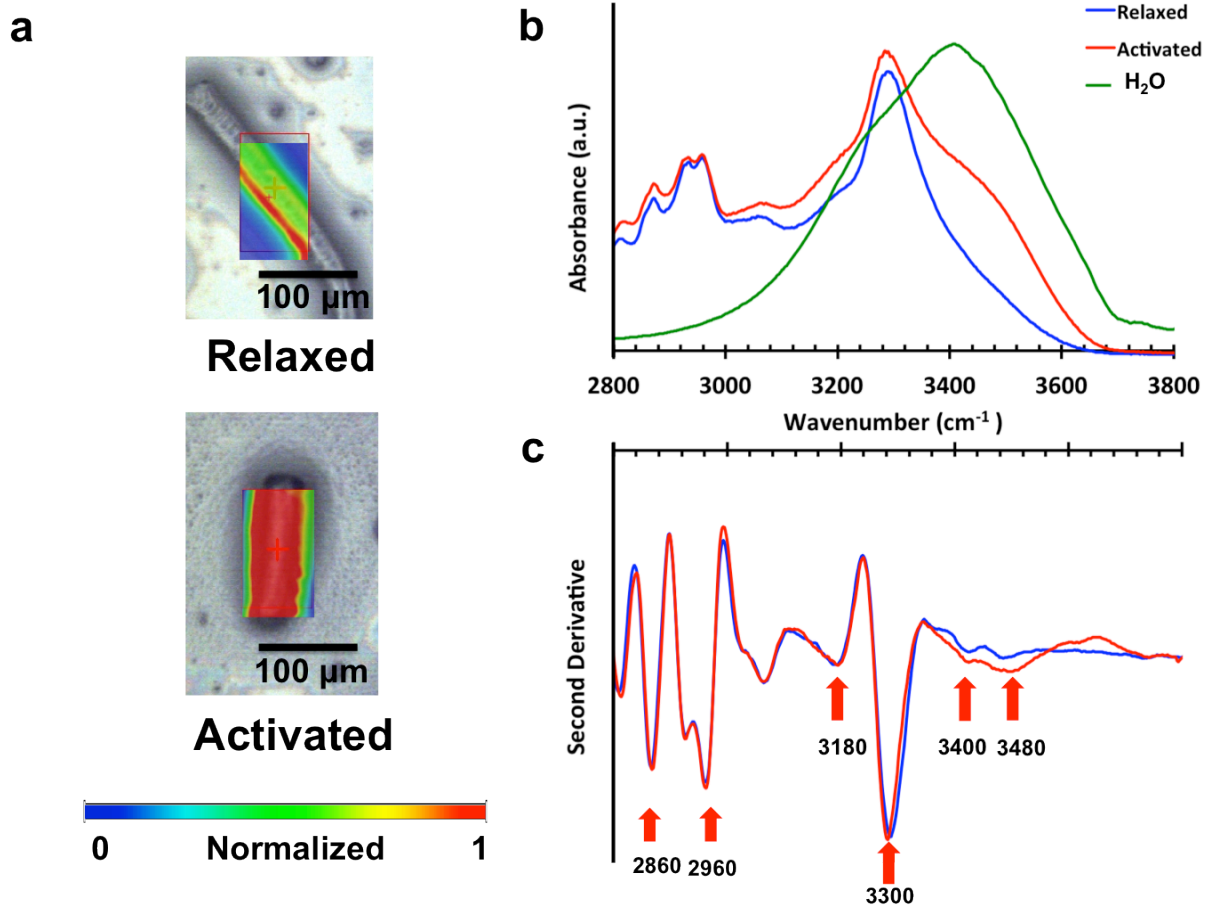 a
100 μm
Relaxed
100 μm
Activated
0 Normalized 1
b
Relaxed
Activated
H₂O
Absorbance (a.u.)
2800 3000 3200 3400 3600 3800
Wavenumber (cm⁻¹ )
c
Second Derivative
2860 2960 3180 3300 3400 3480